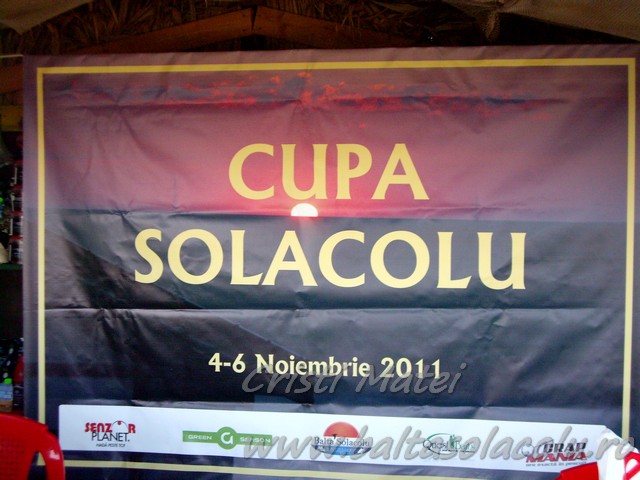 CUPA
SOLACOLU
4-6 Noiembrie 2011
Cristi Matei
SENZOR
PLANET.
GREEN
Balta Solacolu
MANIA
www.baltasolacolu.ro